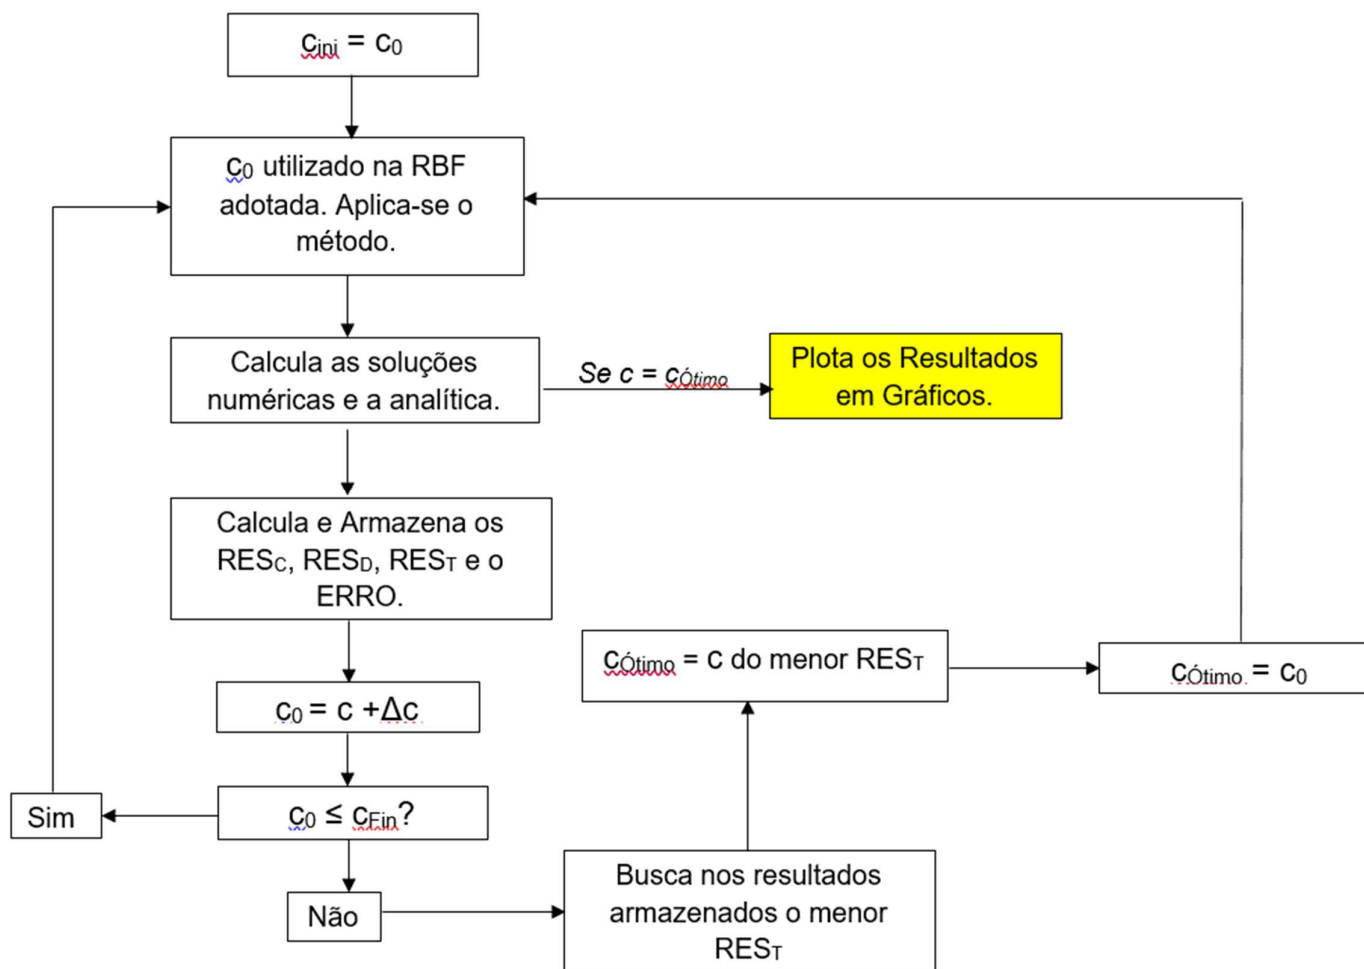 cini = c0
c0 utilizado na RBF
adotada. Aplica-se o
método.
Calcula as soluções
numéricas e a analítica.
Se c = cÓtimo
Plota os Resultados
em Gráficos.
Calcula e Armazena os
RESC, RESD, REST e o
ERRO.
c0 = c +Δc
c0 ≤ cFin?
Sim
Não
Busca nos resultados
armazenados o menor
REST
cÓtimo = c do menor REST
cÓtimo = c0